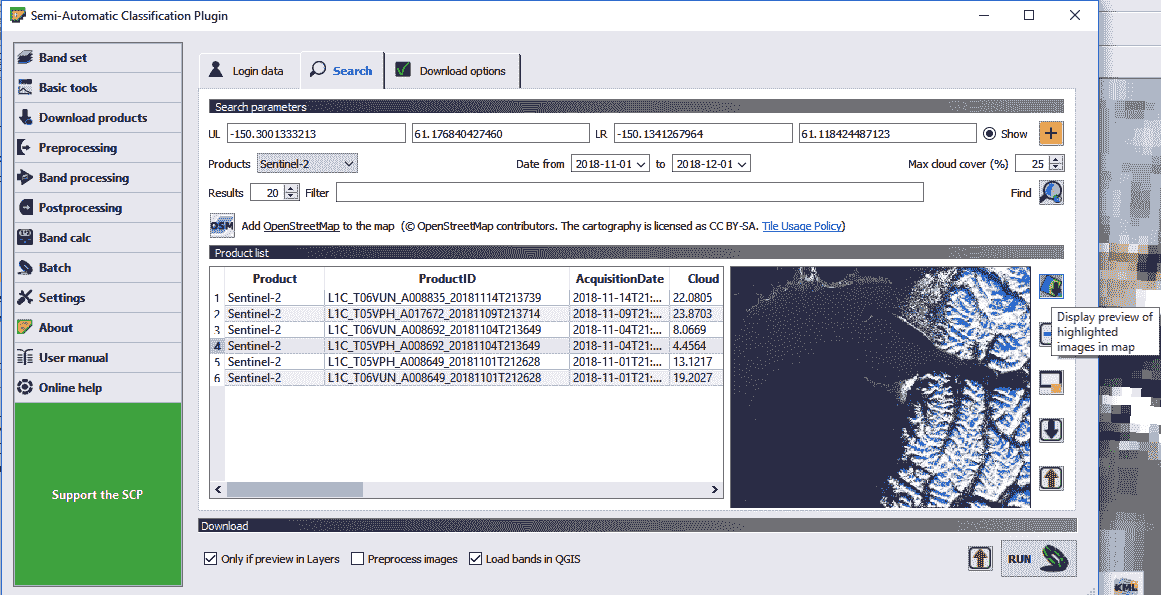 Semi-Automatic Classification Plugin
Band set
Basic tools
Download products
Preprocessing
Band processing
Postprocessing
Band calc
Batch
Settings
About
User manual
Online help
Support the SCP
Login data Search Download options
Search parameters
UL -150.3001333213 61.176840427460 LR -150.1341267964 61.118424487123 Show
Products Sentinel-2 Date from 2018-11-01 to 2018-12-01 Max cloud cover (%) 25
Results 20 Filter Find
OSM Add OpenStreetMap to the map (© OpenStreetMap contributors. The cartography is licensed as CC BY-SA. Tile Usage Policy)
Product list
Product ProductID AcquisitionDate Cloud
1 Sentinel-2 L1C_T06VUN_A008835_20181114T213739 2018-11-14T21:... 22.0805
2 Sentinel-2 L1C_T05VPH_A017672_20181109T213714 2018-11-09T21:... 23.8703
3 Sentinel-2 L1C_T06VUN_A008692_20181104T213649 2018-11-04T21:... 8.0669
4 Sentinel-2 L1C_T05VPH_A008692_20181104T213649 2018-11-04T21:... 4.4564
5 Sentinel-2 L1C_T05VPH_A008649_20181101T212628 2018-11-01T21:... 13.1217
6 Sentinel-2 L1C_T06VUN_A008649_20181101T212628 2018-11-01T21:... 19.2027
Display preview of
highlighted
images in map
Download
Only if preview in Layers Preprocess images Load bands in QGIS RUN
KML